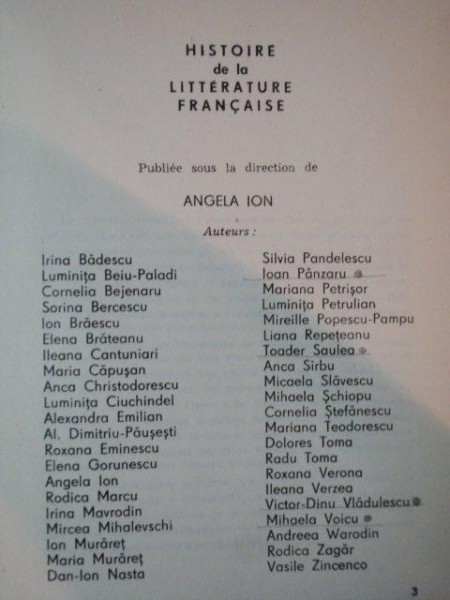 HISTOIRE
de la
LITTÉRATURE
FRANÇAISE
Publiée sous la direction de
ANGELA ION
Auteurs :
Irina Bădescu
Luminița Beiu-Paladi
Cornelia Bejenaru
Sorina Bercescu
Ion Brăescu
Elena Brăteanu
Ileana Cantuniari
Maria Căpușan
Anca Christodorescu
Luminița Ciuchindel
Alexandra Emilian
Al. Dimitriu-Păușești
Roxana Eminescu
Elena Gorunescu
Angela Ion
Rodica Marcu
Irina Mavrodin
Mircea Mihalevschi
Ion Murăreț
Maria Murăreț
Dan-Ion Nasta
Silvia Pandelescu
Ioan Pânzaru
Mariana Petrișor
Luminița Petrulian
Mireille Popescu-Pampu
Liana Repețeanu
Toader Saulea
Anca Sîrbu
Micaela Slăvescu
Mihaela Șchiopu
Cornelia Ștefănescu
Mariana Teodorescu
Dolores Toma
Radu Toma
Roxana Verona
Ileana Verzea
Victor-Dinu Vlădulescu
Mihaela Voicu
Andreea Warodin
Rodica Zagăr
Vasile Zincenco
3